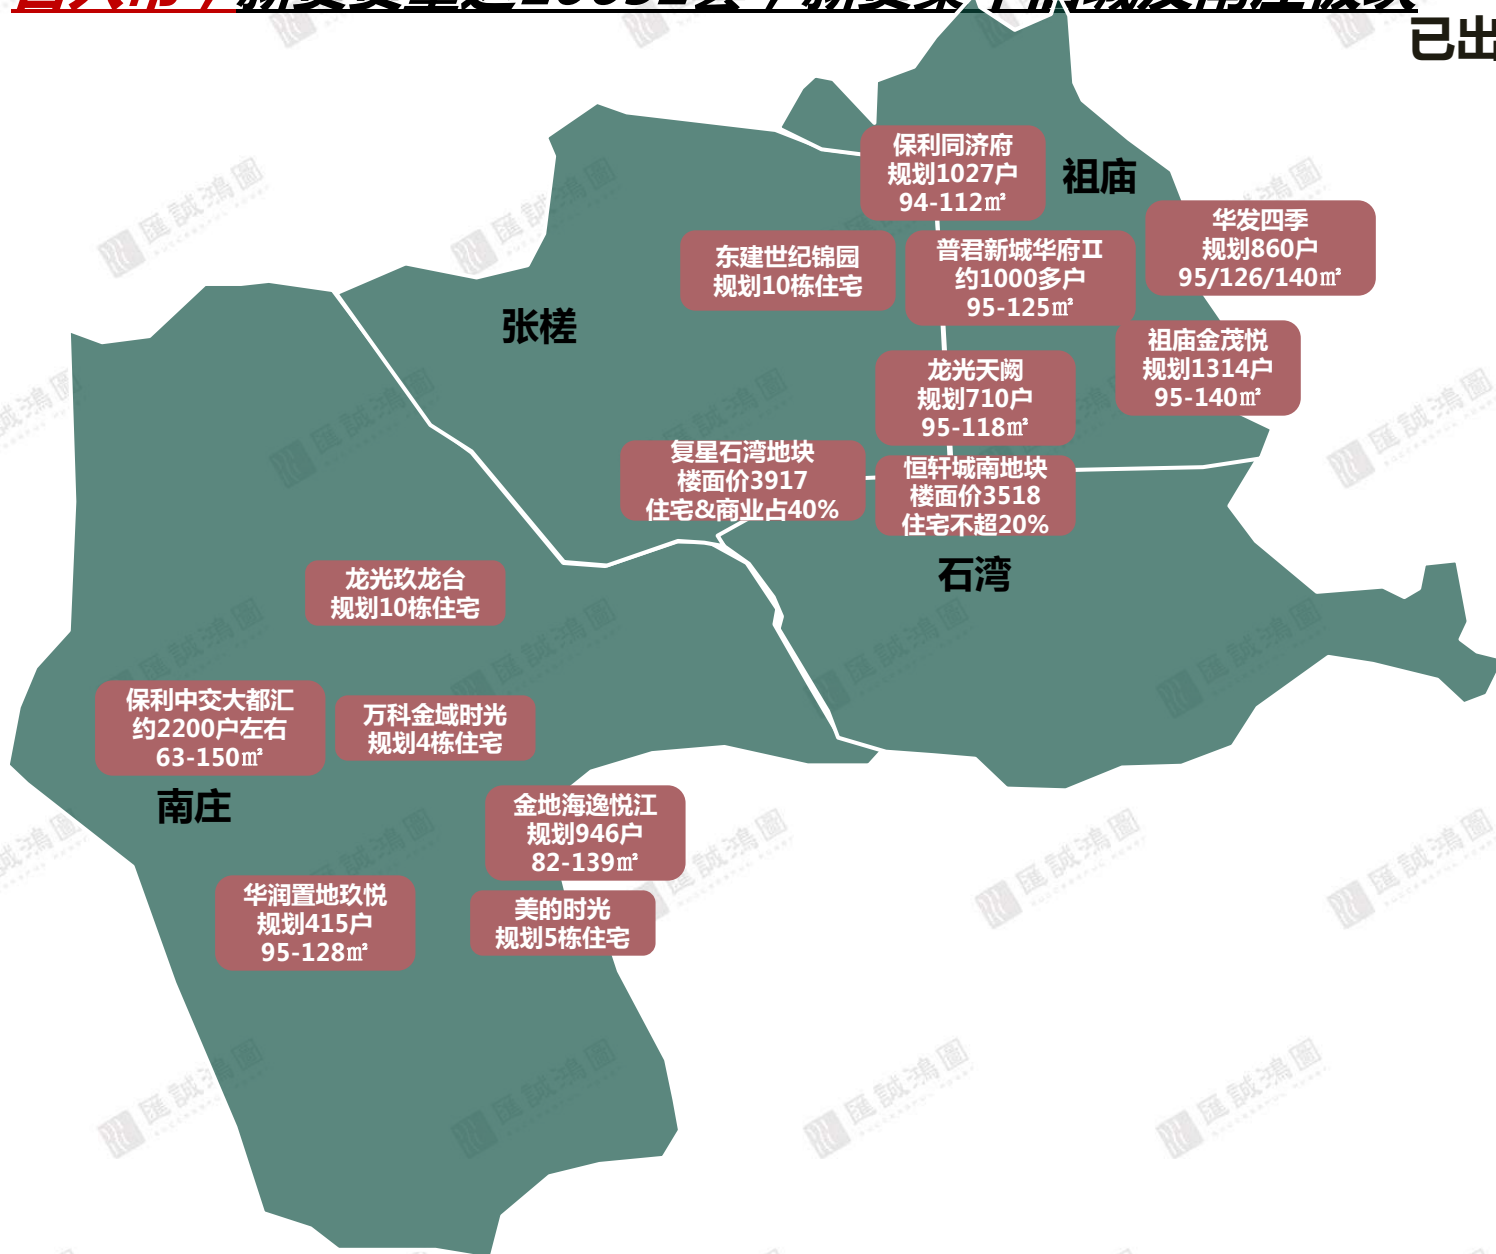 已出
保利同济府
规划1027户
94-112㎡
祖庙
华发四季
规划860户
95/126/140㎡
东建世纪锦园
规划10栋住宅
普君新城华府Ⅱ
约1000多户
95-125㎡
张槎
祖庙金茂悦
规划1314户
95-140㎡
龙光天阙
规划710户
95-118㎡
复星石湾地块
楼面价3917
住宅&商业占40%
恒轩城南地块
楼面价3518
住宅不超20%
石湾
龙光玖龙台
规划10栋住宅
保利中交大都汇
约2200户左右
63-150㎡
万科金域时光
规划4栋住宅
南庄
金地海逸悦江
规划946户
82-139㎡
华润置地玖悦
规划415户
95-128㎡
美的时光
规划5栋住宅
匯誠鴻圖